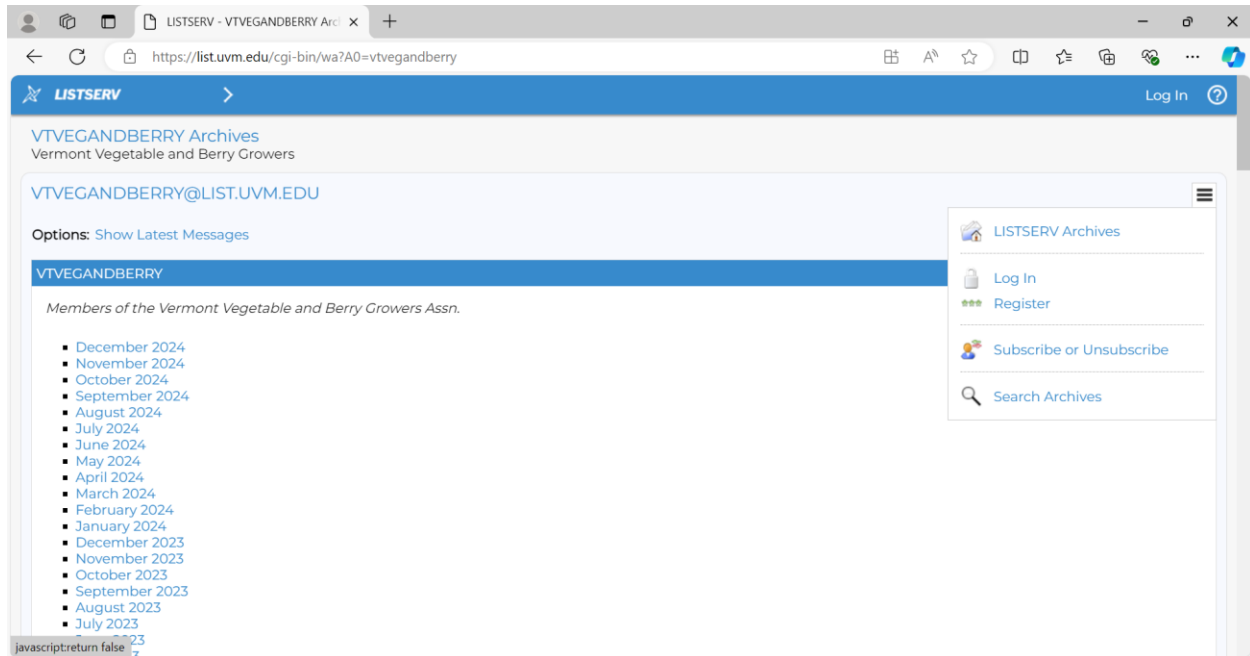 LISTSERV - VTVEGANDBERRY Arc
https://list.uvm.edu/cgi-bin/wa?A0=vtvegandberry
LISTSERV
Log In
VTVEGANDBERRY Archives
Vermont Vegetable and Berry Growers
VTVEGANDBERRY@LIST.UVM.EDU
Options: Show Latest Messages
LISTSERV Archives
Log In
Register
Subscribe or Unsubscribe
Search Archives
VTVEGANDBERRY
Members of the Vermont Vegetable and Berry Growers Assn.
December 2024
November 2024
October 2024
September 2024
August 2024
July 2024
June 2024
May 2024
April 2024
March 2024
February 2024
January 2024
December 2023
November 2023
October 2023
September 2023
August 2023
July 2023
23
javascript:return false